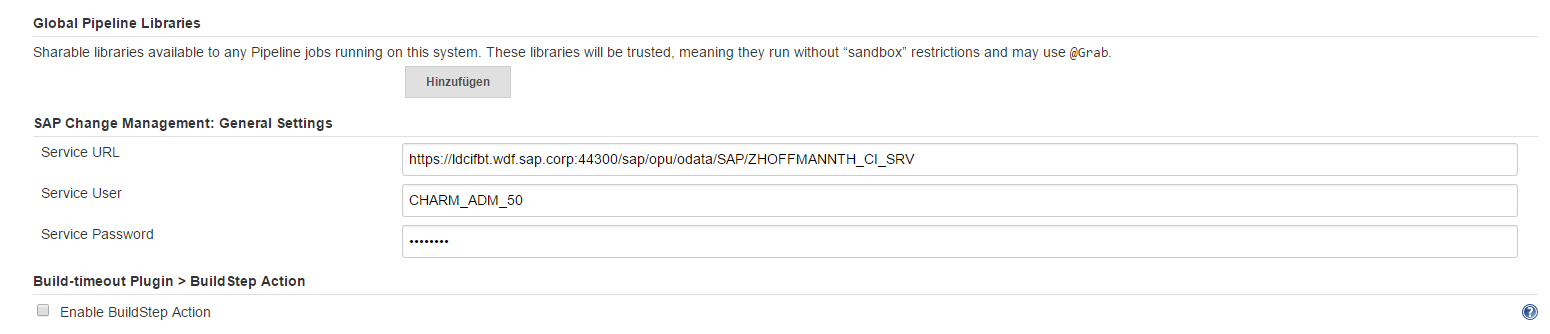 Global Pipeline Libraries
Sharable libraries available to any Pipeline jobs running on this system. These libraries will be trusted, meaning they run without “sandbox” restrictions and may use @Grab.
Hinzufügen
SAP Change Management: General Settings
Service URL
https://ldcifbt.wdf.sap.corp:44300/sap/opu/odata/SAP/ZHOFFMANNTH_CI_SRV
Service User
CHARM_ADM_50
Service Password
••••••••
Build-timeout Plugin > BuildStep Action
Enable BuildStep Action
?